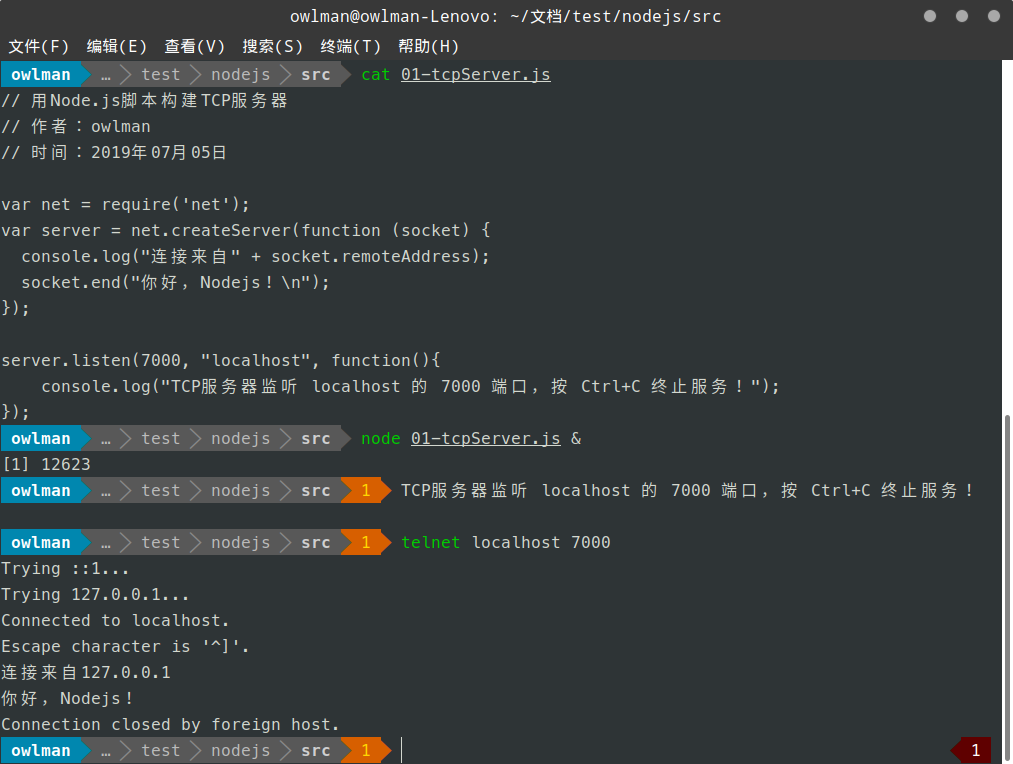 owlman@owlman-Lenovo: ~/文档/test/nodejs/src
文件(F) 编辑(E) 查看(V) 搜索(S) 终端(T) 帮助(H)
owlman … test nodejs src cat 01-tcpServer.js
// 用Node.js脚本构建TCP服务器
// 作者：owlman
// 时间：2019年07月05日
var net = require('net');
var server = net.createServer(function (socket) {
  console.log("连接来自" + socket.remoteAddress);
  socket.end("你好，Nodejs！\n");
});
server.listen(7000, "localhost", function(){
    console.log("TCP服务器监听 localhost 的 7000 端口，按 Ctrl+C 终止服务！");
});
owlman … test nodejs src node 01-tcpServer.js &
[1] 12623
owlman … test nodejs src 1 TCP服务器监听 localhost 的 7000 端口，按 Ctrl+C 终止服务！
owlman … test nodejs src 1 telnet localhost 7000
Trying ::1...
Trying 127.0.0.1...
Connected to localhost.
Escape character is '^]'.
连接来自127.0.0.1
你好，Nodejs！
Connection closed by foreign host.
owlman … test nodejs src 1 1